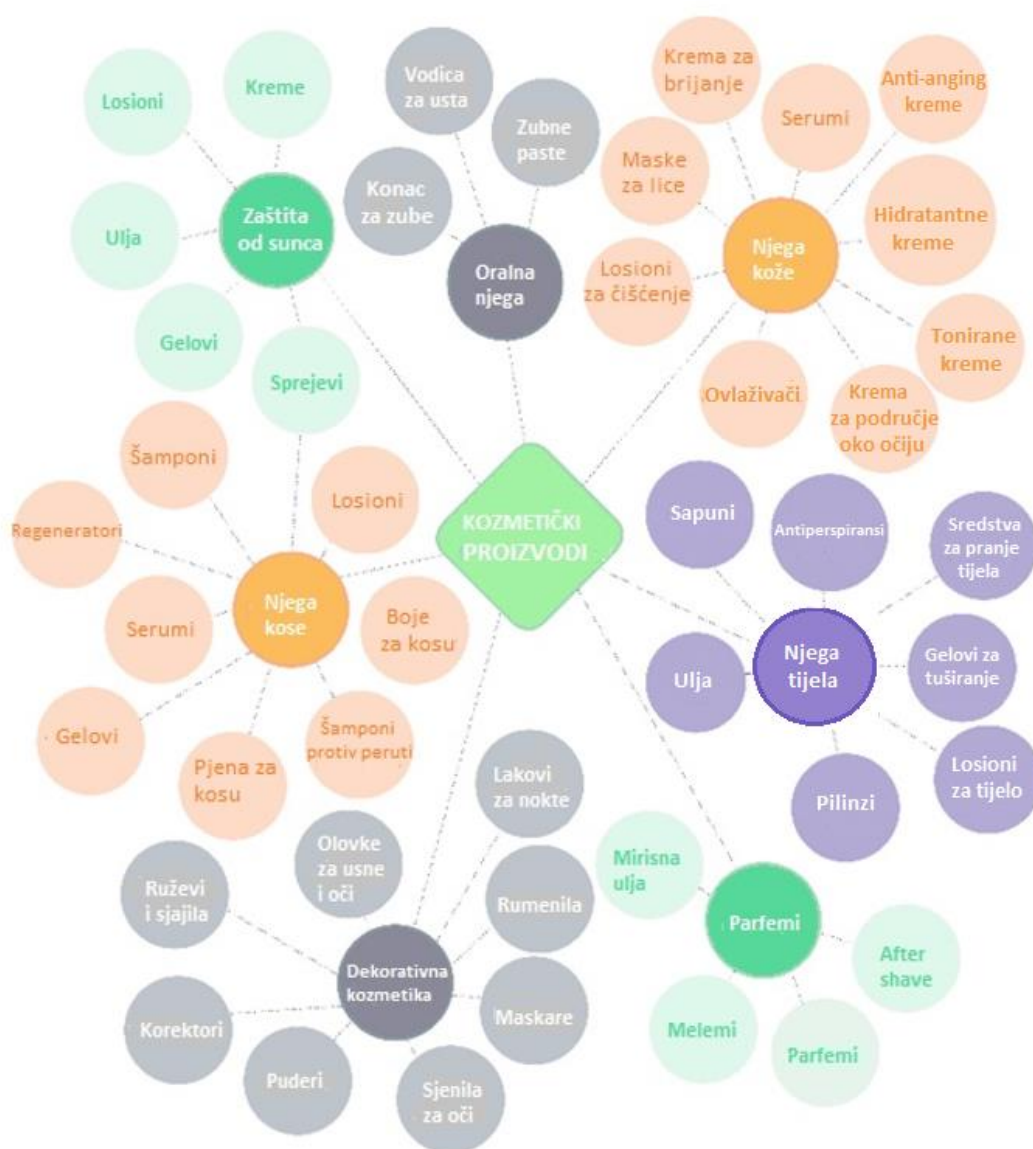 KOZMETIČKI
PROIZVODI
Zaštita
od sunca
Losioni
Kreme
Ulja
Gelovi
Sprejevi
Oralna
njega
Vodica
za usta
Zubne
paste
Konac
za zube
Njega
kože
Krema za
brijanje
Serumi
Anti-anging
kreme
Maske
za lice
Hidratantne
kreme
Losioni
za čišćenje
Tonirane
kreme
Ovlaživači
Krema
za područje
oko očiju
Njega
kose
Šamponi
Losioni
Regeneratori
Serumi
Boje
za kosu
Gelovi
Pjena za
kosu
Šamponi
protiv peruti
Njega
tijela
Sapuni
Antiperspiransi
Sredstva
za pranje
tijela
Ulja
Gelovi za
tuširanje
Pilinzi
Losioni
za tijelo
Dekorativna
kozmetika
Lakovi
za nokte
Olovke
za usne
i oči
Ruževi
i sjajila
Rumenila
Korektori
Maskare
Puderi
Sjenila
za oči
Parfemi
Mirisna
ulja
After
shave
Melemi
Parfemi